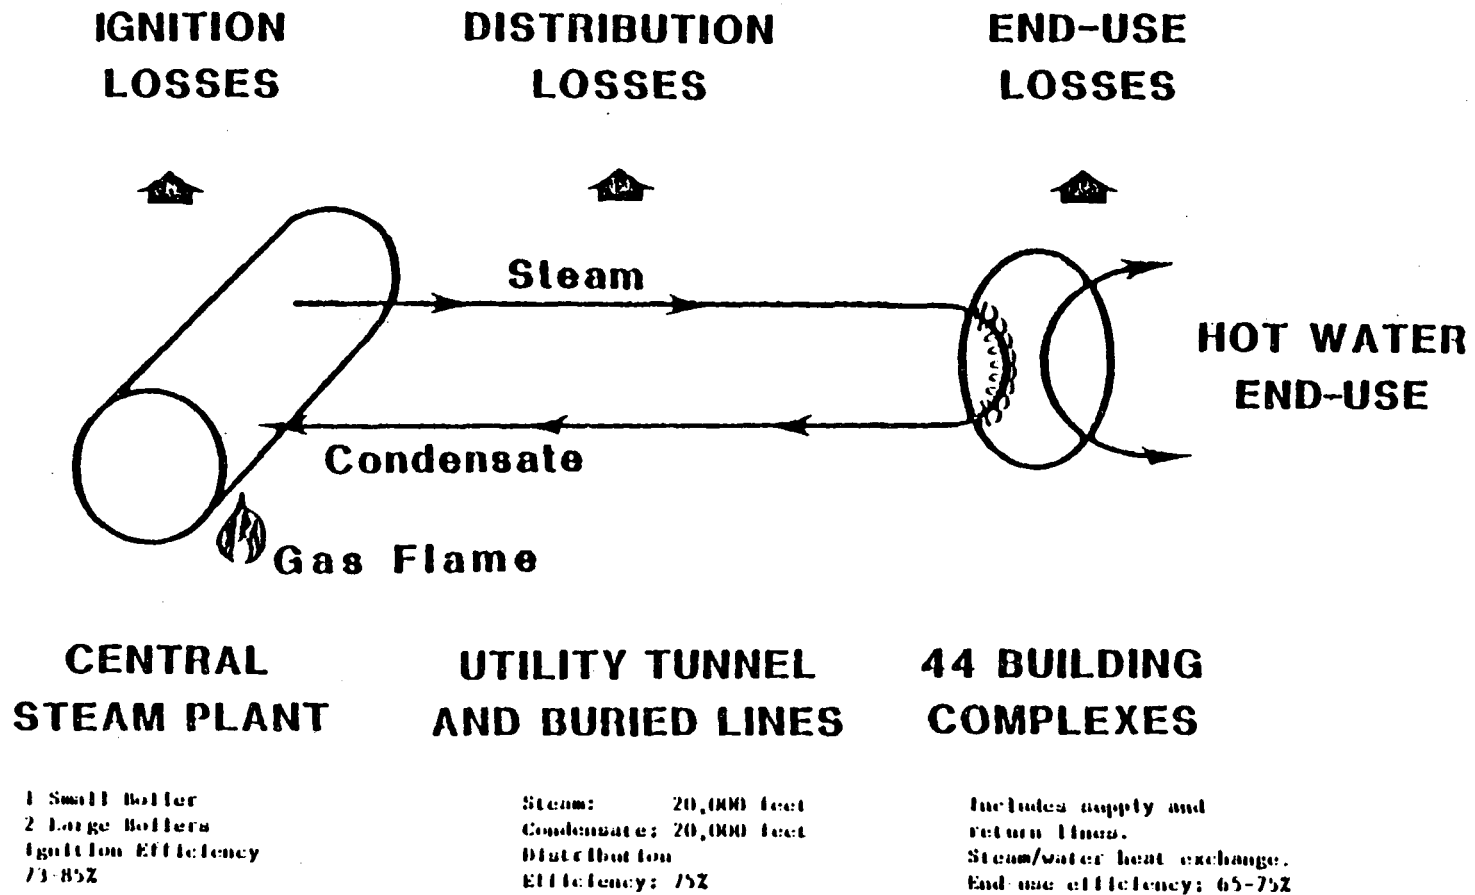 IGNITION
LOSSES
DISTRIBUTION
LOSSES
END-USE
LOSSES
Steam
HOT WATER
END-USE
Condensate
Gas Flame
CENTRAL
STEAM PLANT
UTILITY TUNNEL
AND BURIED LINES
44 BUILDING
COMPLEXES
1 Small Boiler
2 Large Boilers
Ignition Efficiency
73-85%
Steam: 20,000 feet
Condensate: 20,000 feet
Distribution
Efficiency: 75%
Includes supply and
return lines.
Steam/water heat exchange.
End-use efficiency: 65-75%